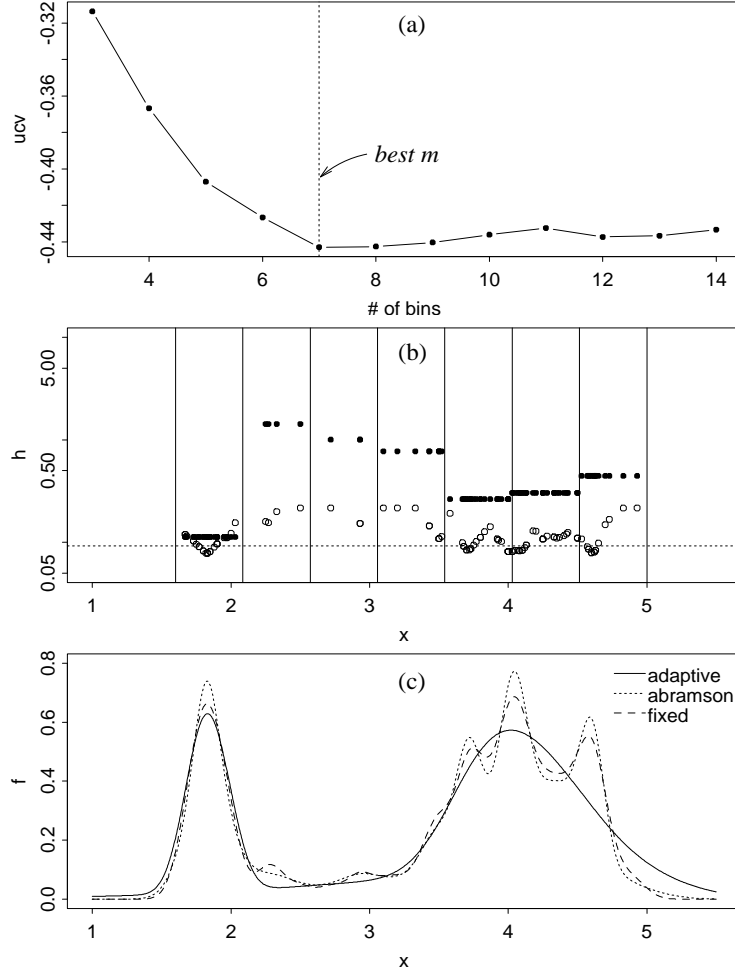 (a)
-0.32
-0.36
-0.40
-0.44
ucv
best m
4 6 8 10 12 14
# of bins
(b)
5.00
0.50
0.05
h
1 2 3 4 5
x
(c)
0.8
0.6
0.4
0.2
0.0
f
adaptive
abramson
fixed
1 2 3 4 5
x